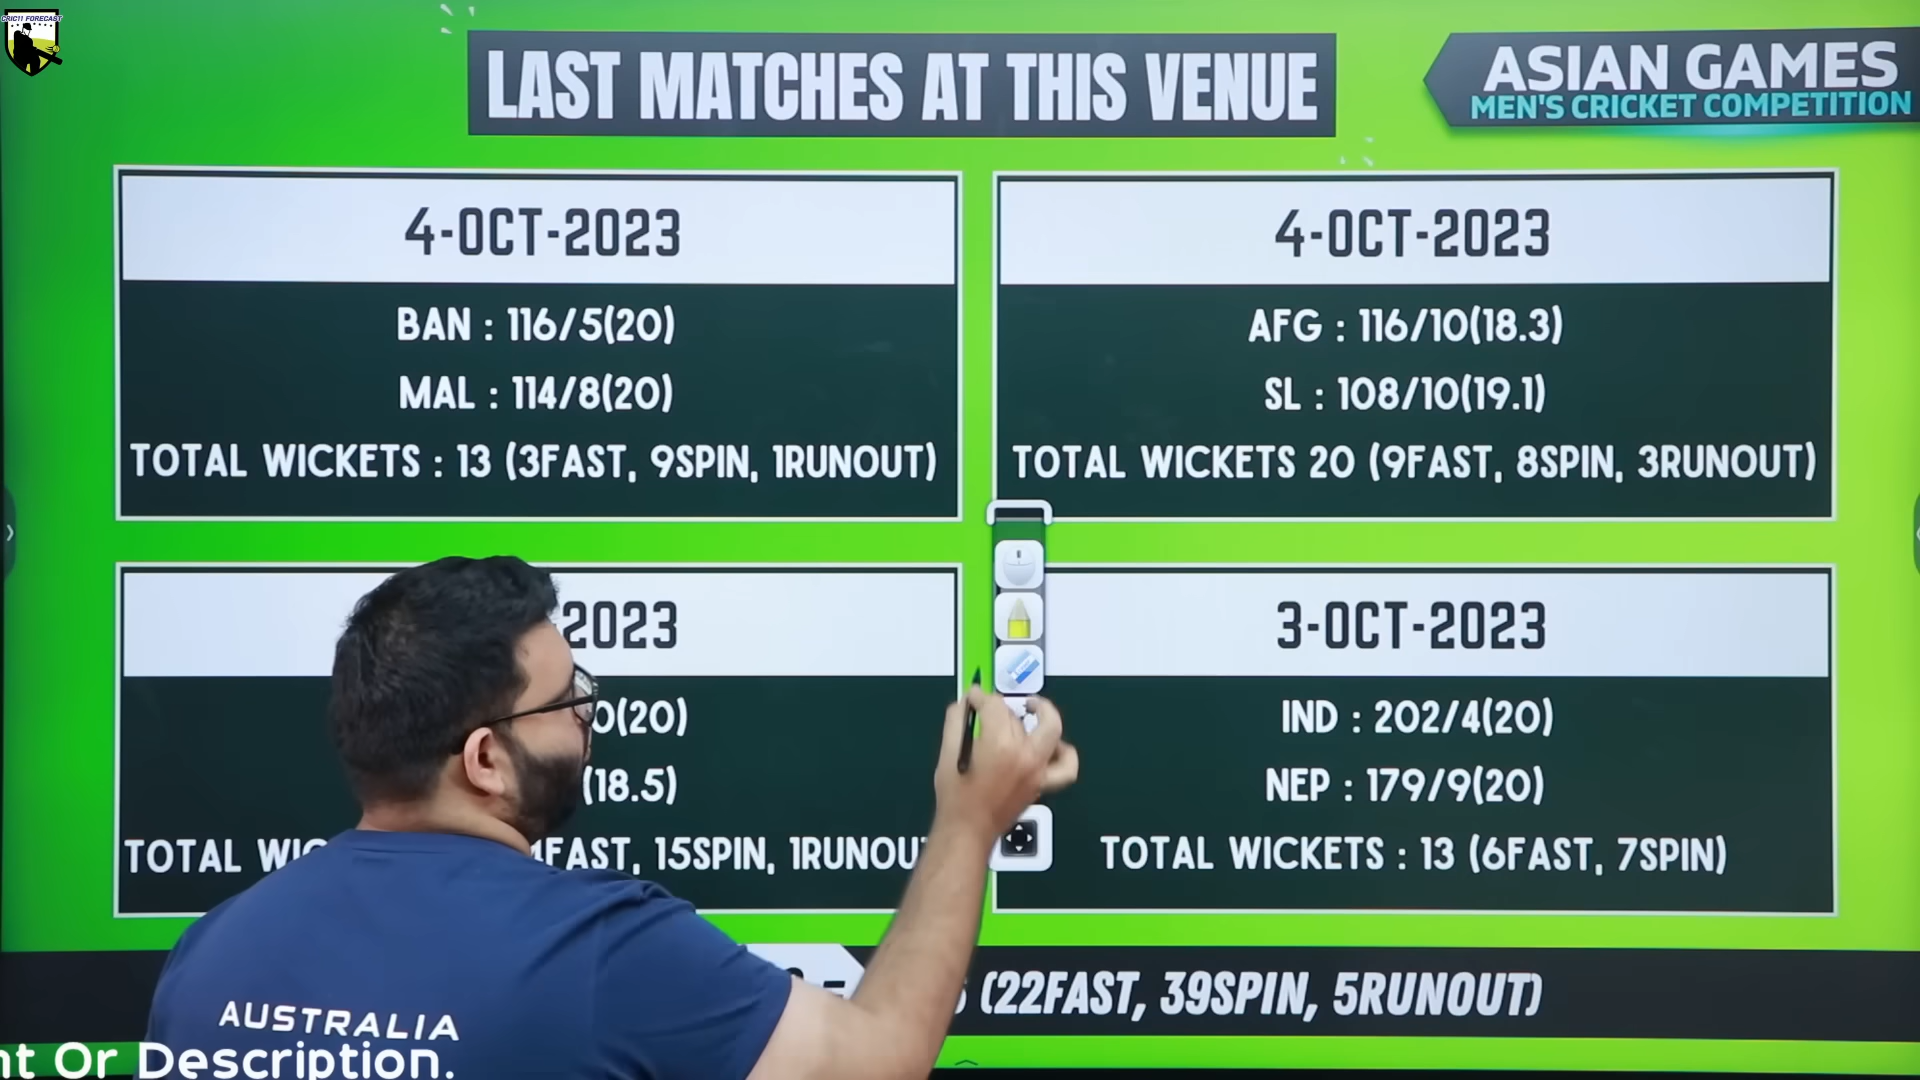 CRIC11 FORECAST
LAST MATCHES AT THIS VENUE
ASIAN GAMES
MEN'S CRICKET COMPETITION
4-OCT-2023
BAN : 116/5(20)
MAL : 114/8(20)
TOTAL WICKETS : 13 (3FAST, 9SPIN, 1RUNOUT)
4-OCT-2023
AFG : 116/10(18.3)
SL : 108/10(19.1)
TOTAL WICKETS 20 (9FAST, 8SPIN, 3RUNOUT)
2023
0(20)
(18.5)
TOTAL 4FAST, 15SPIN, 1RUNOU
3-OCT-2023
IND : 202/4(20)
NEP : 179/9(20)
TOTAL WICKETS : 13 (6FAST, 7SPIN)
(22FAST, 39SPIN, 5RUNOUT)
AUSTRALIA
nt Or Description.